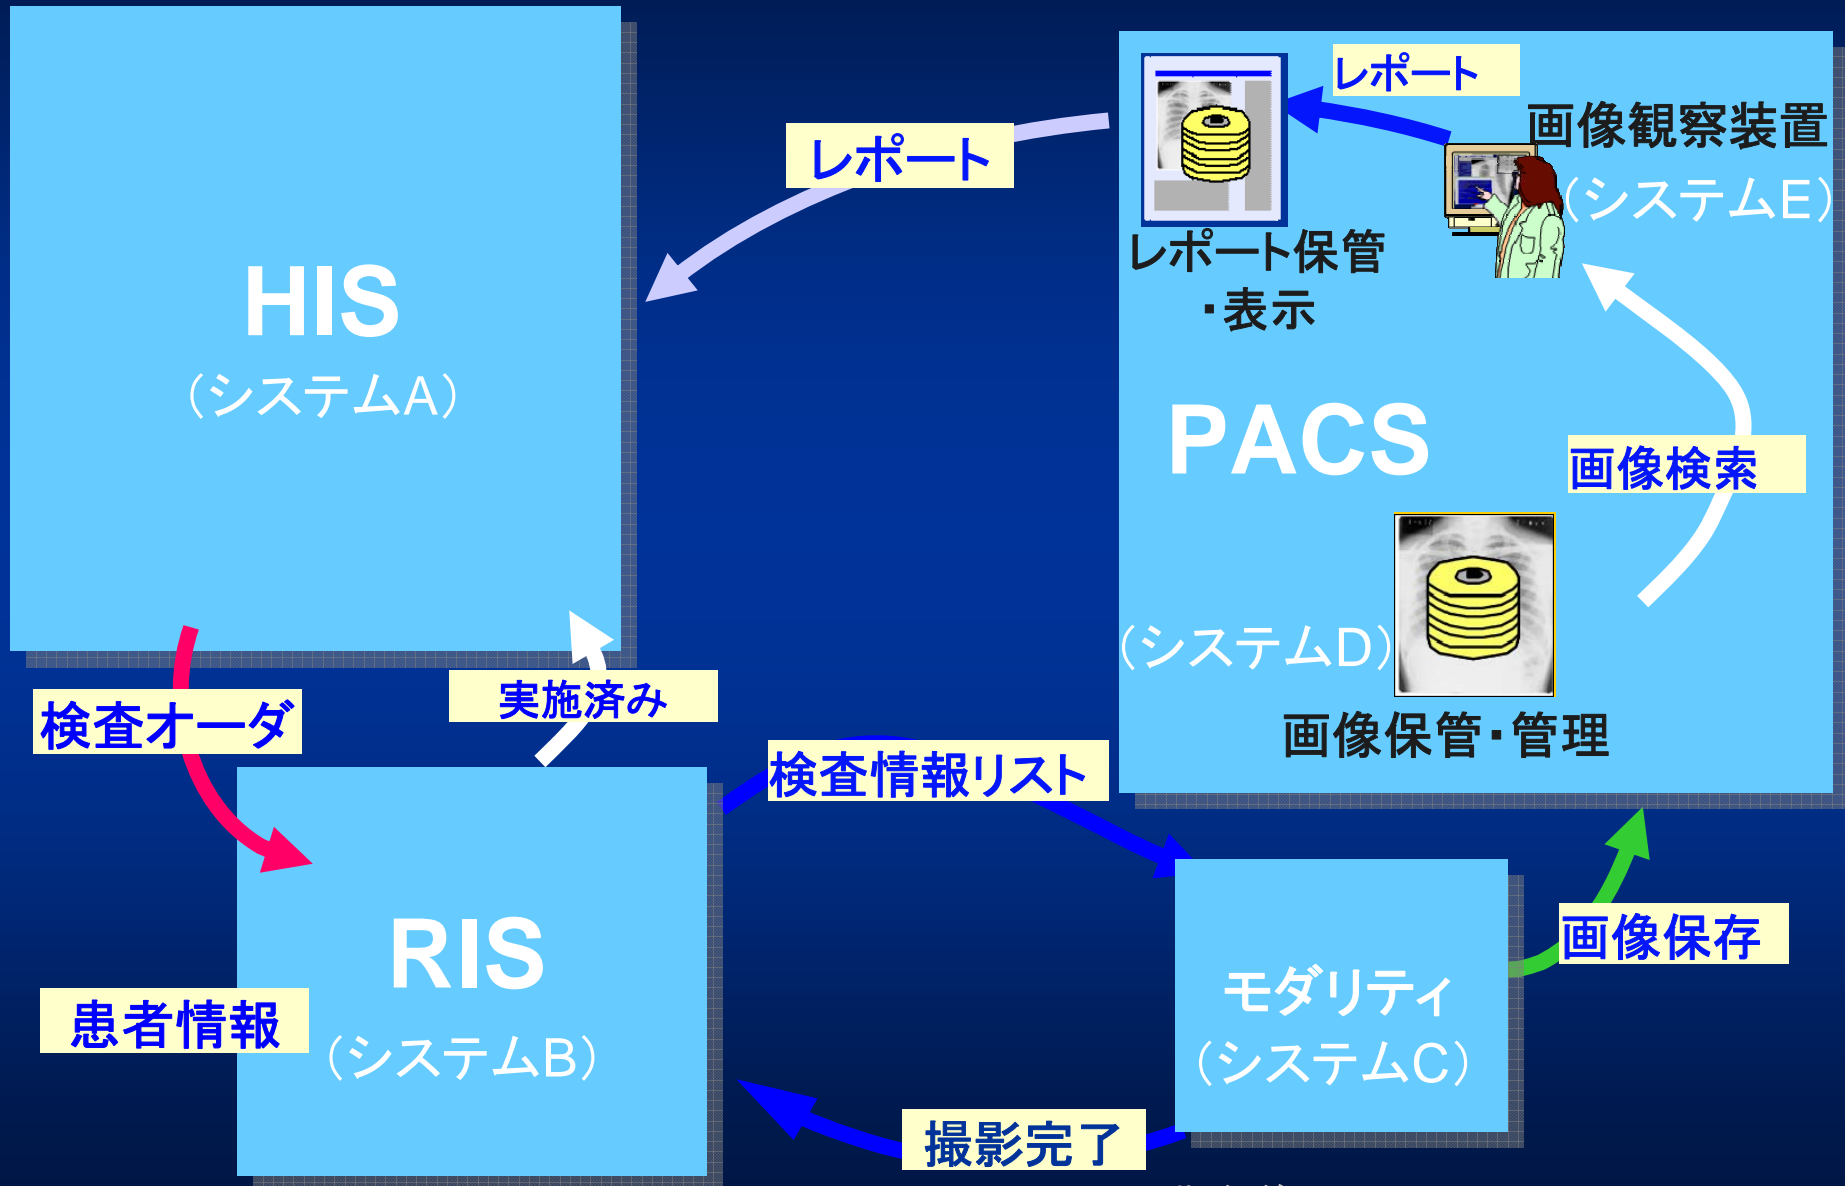 HIS
（システムA）
レポート
レポート
画像観察装置
（システムE）
レポート保管
・表示
PACS
画像検索
（システムD）
画像保管・管理
検査オーダ
実施済み
検査情報リスト
RIS
（システムB）
患者情報
モダリティ
（システムC）
画像保存
撮影完了